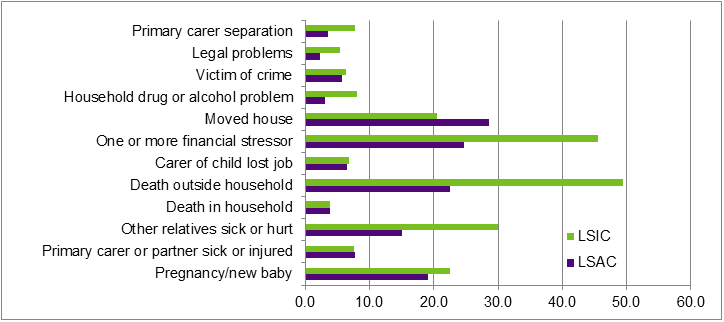 Primary carer separation
Legal problems
Victim of crime
Household drug or alcohol problem
Moved house
One or more financial stressor
Carer of child lost job
Death outside household
Death in household
Other relatives sick or hurt
Primary carer or partner sick or injured
Pregnancy/new baby
LSIC
LSAC
0.0 10.0 20.0 30.0 40.0 50.0 60.0